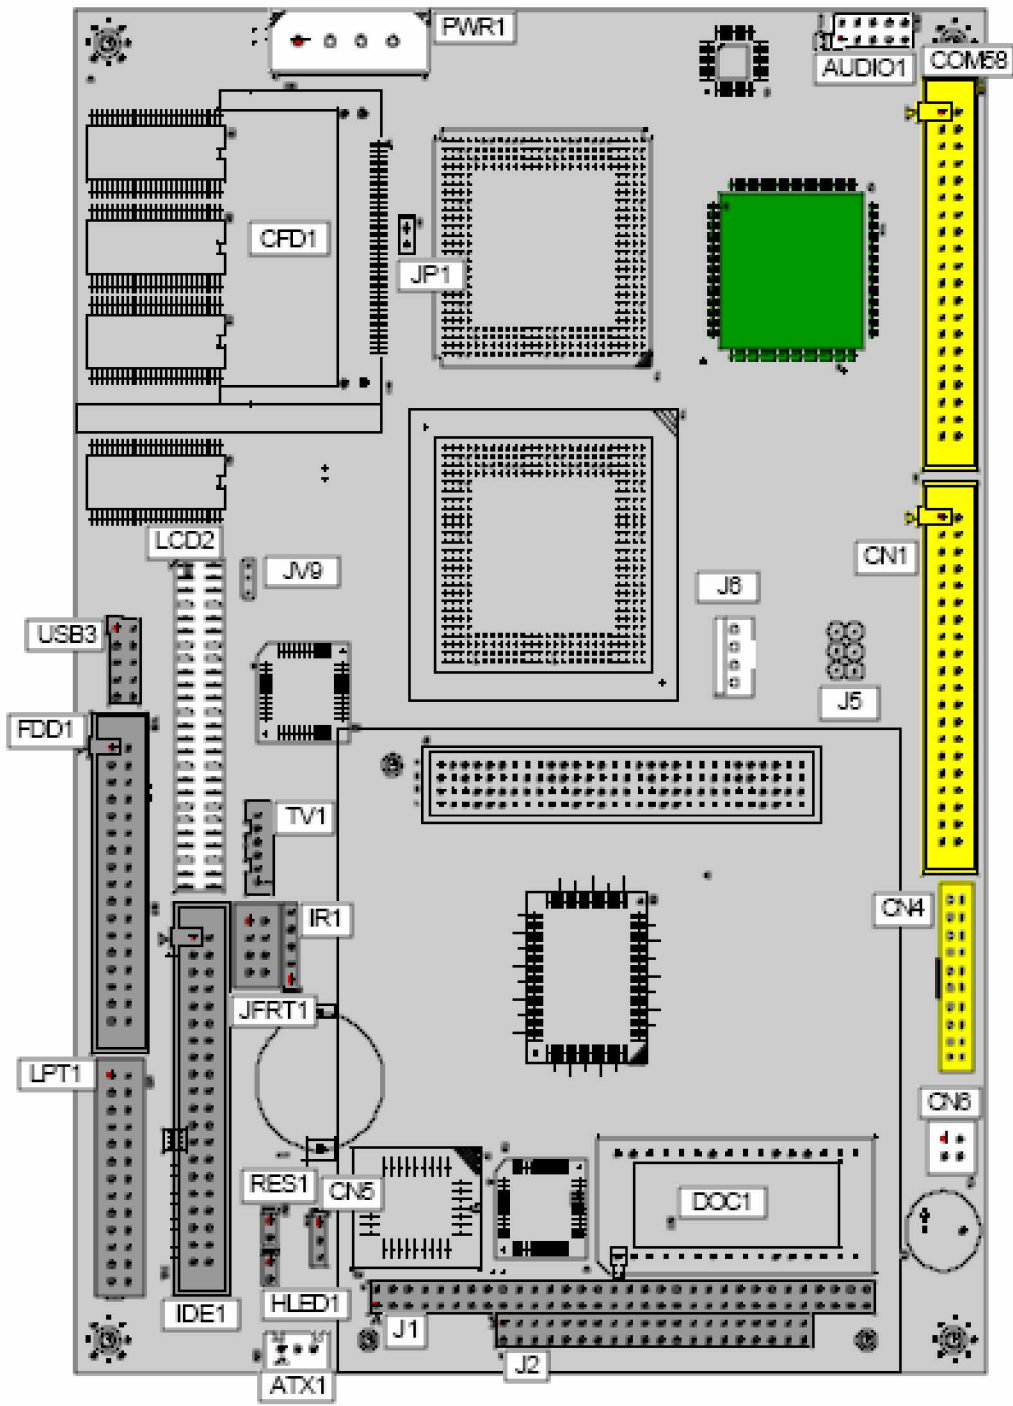 PWR1
AUDIO1
COM58
CFD1
JP1
LCD2
JV9
CN1
J6
USB3
J5
FDD1
TV1
CN4
IR1
JFRT1
LPT1
CN6
RES1
CN5
DOC1
HLED1
IDE1
J1
J2
ATX1